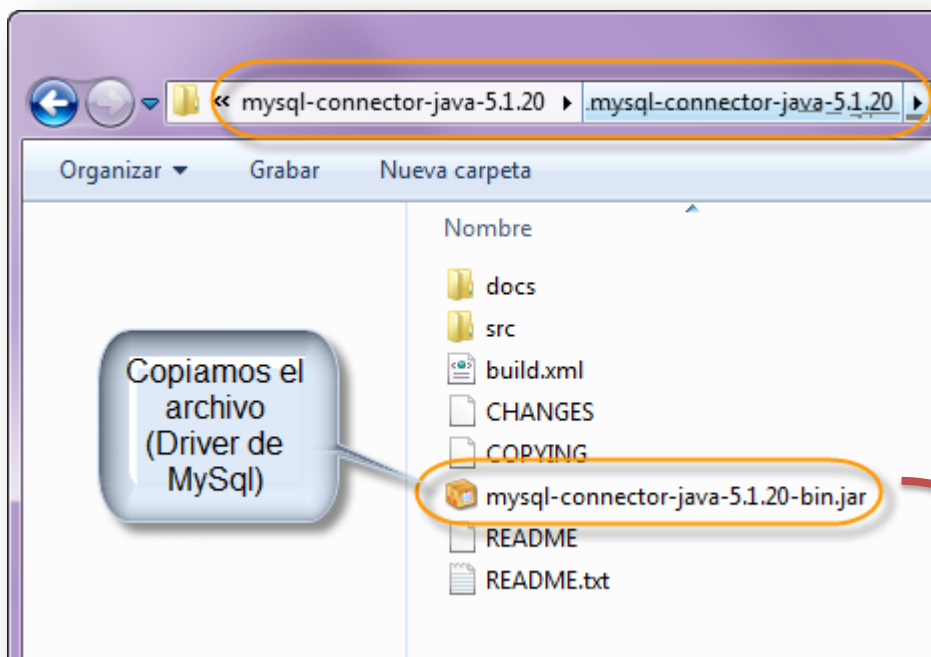 « mysql-connector-java-5.1.20 ▸ .mysql-connector-java-5.1.20 ▸
Organizar ▾ Grabar Nueva carpeta
Nombre
docs
src
build.xml
CHANGES
COPYING
mysql-connector-java-5.1.20-bin.jar
README
README.txt
Copiamos el
archivo
(Driver de
MySql)